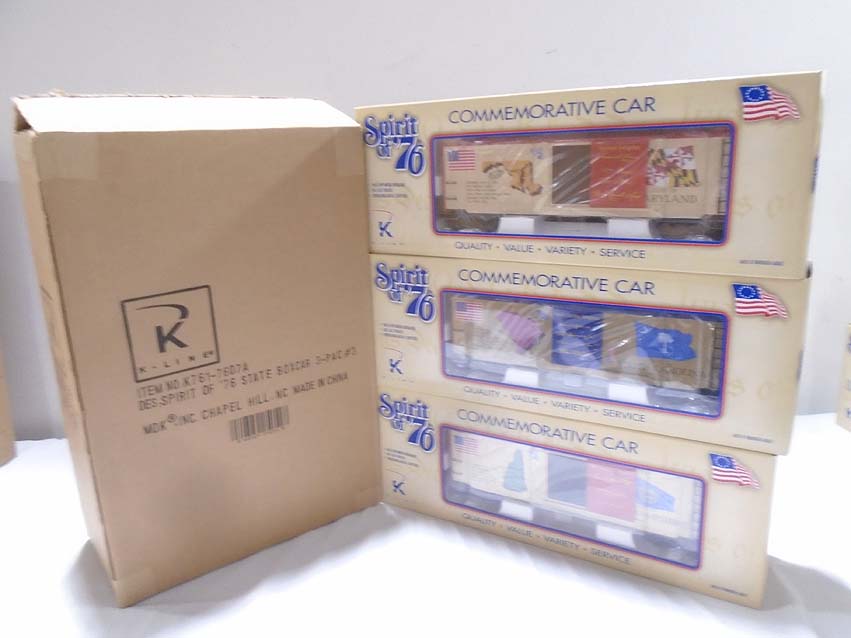 K
K-LINE®
ITEM NO.K761-7607A
DES:SPIRIT OF '76 STATE BOXCAR 3-PAC#3
MDK®,INC. CHAPEL HILL,NC MADE IN CHINA
Spirit
of '76
COMMEMORATIVE CAR
MARYLAND
K
QUALITY • VALUE • VARIETY • SERVICE
Spirit
of '76
COMMEMORATIVE CAR
K
QUALITY • VALUE • VARIETY • SERVICE
Spirit
of '76
COMMEMORATIVE CAR
K
QUALITY • VALUE • VARIETY • SERVICE